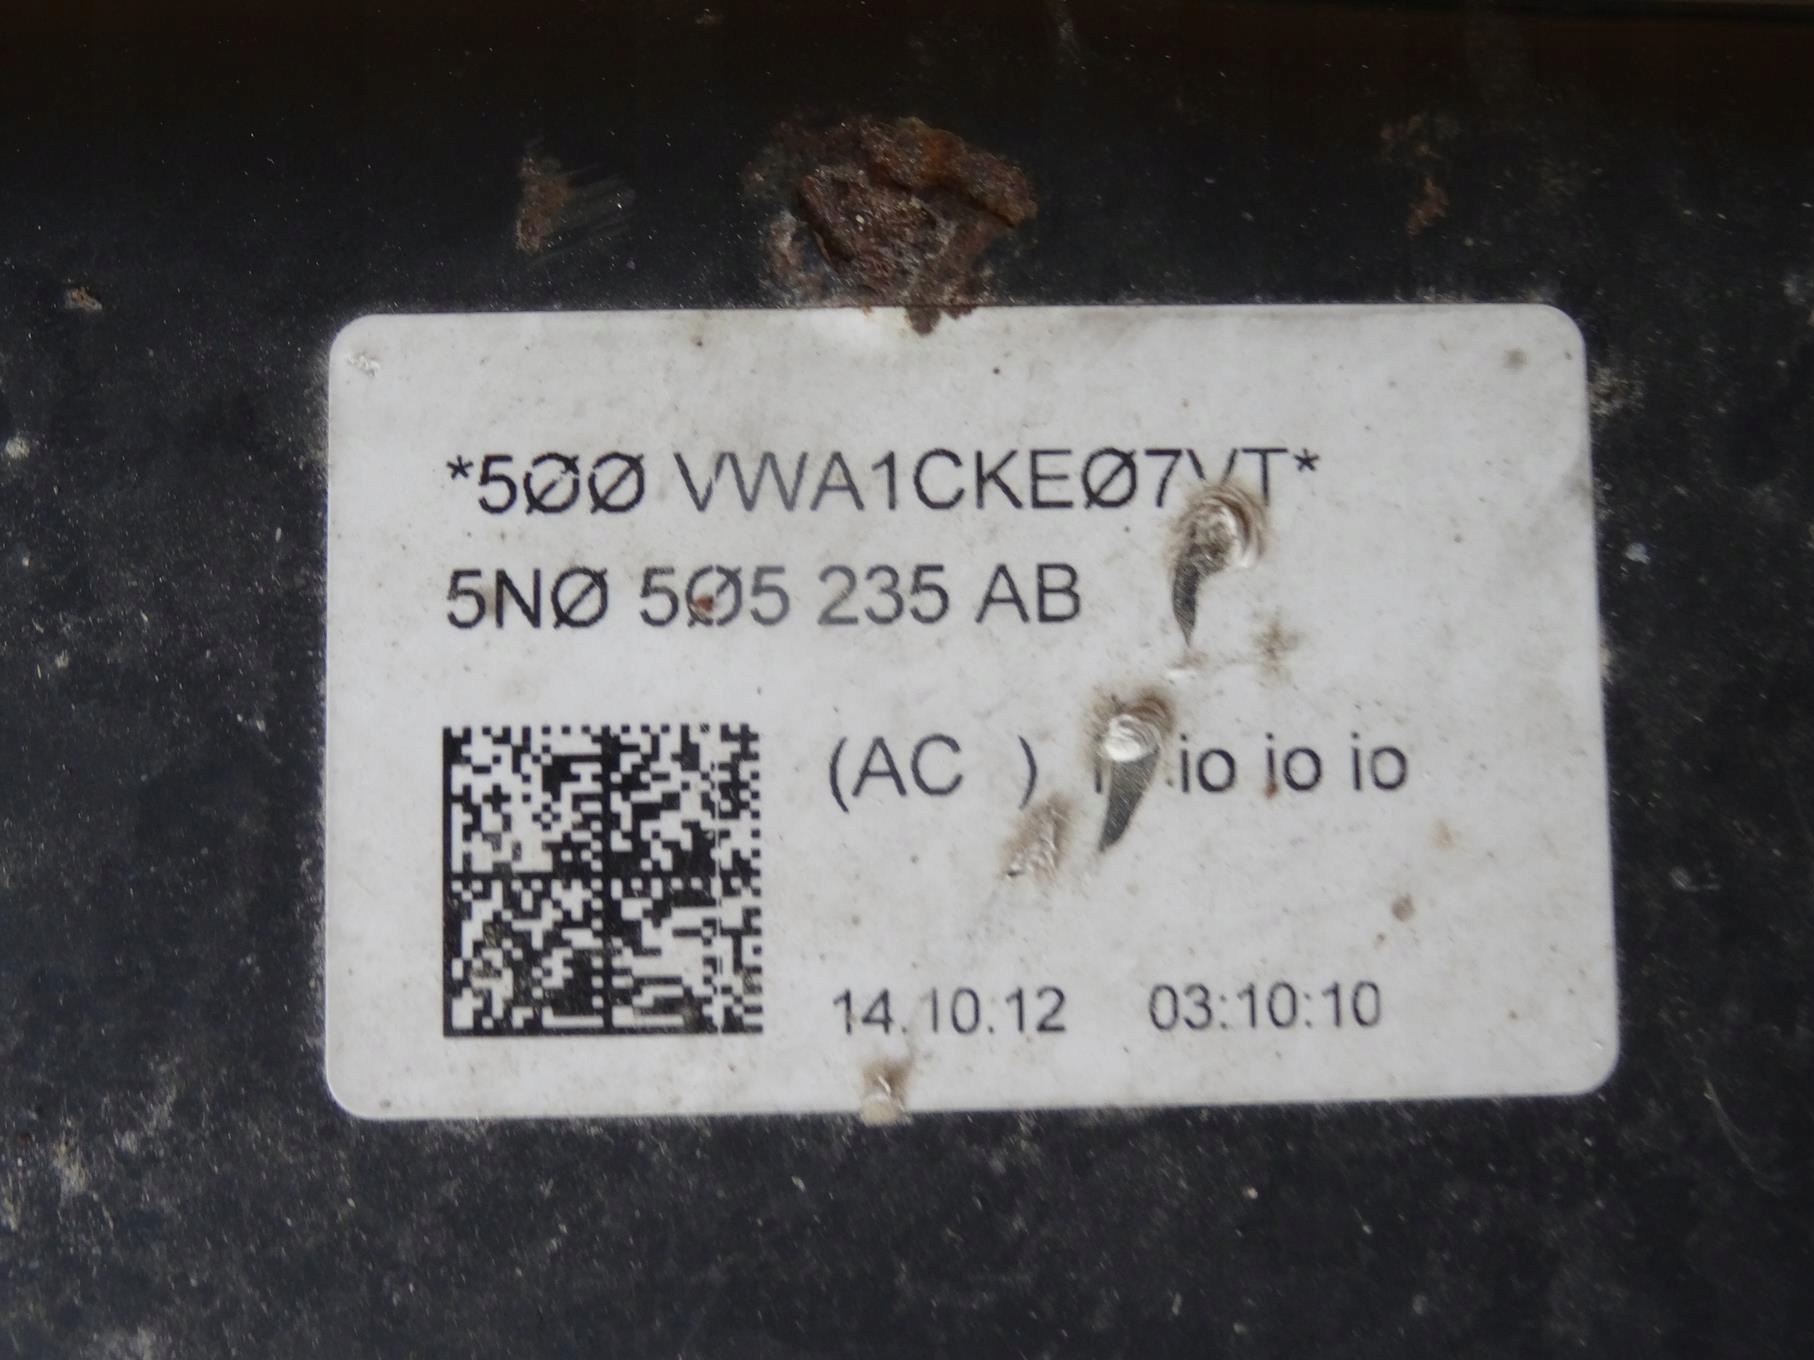 *5ØØ VWA1CKEØ7VT*
5NØ 5Ø5 235 AB
(AC ) io io io
14.10.12 03:10:10